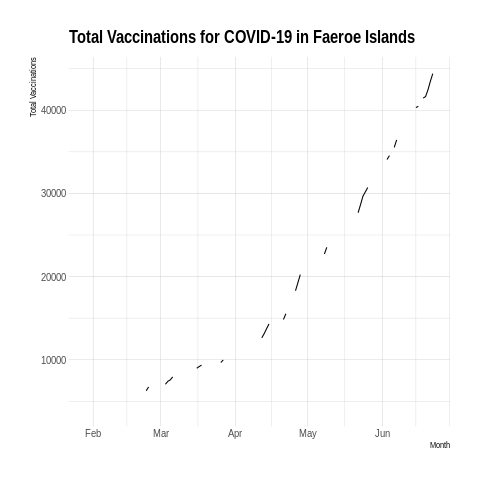 Total Vaccinations for COVID-19 in Faeroe Islands
Total Vaccinations
40000
30000
20000
10000
Feb Mar Apr May Jun
Month